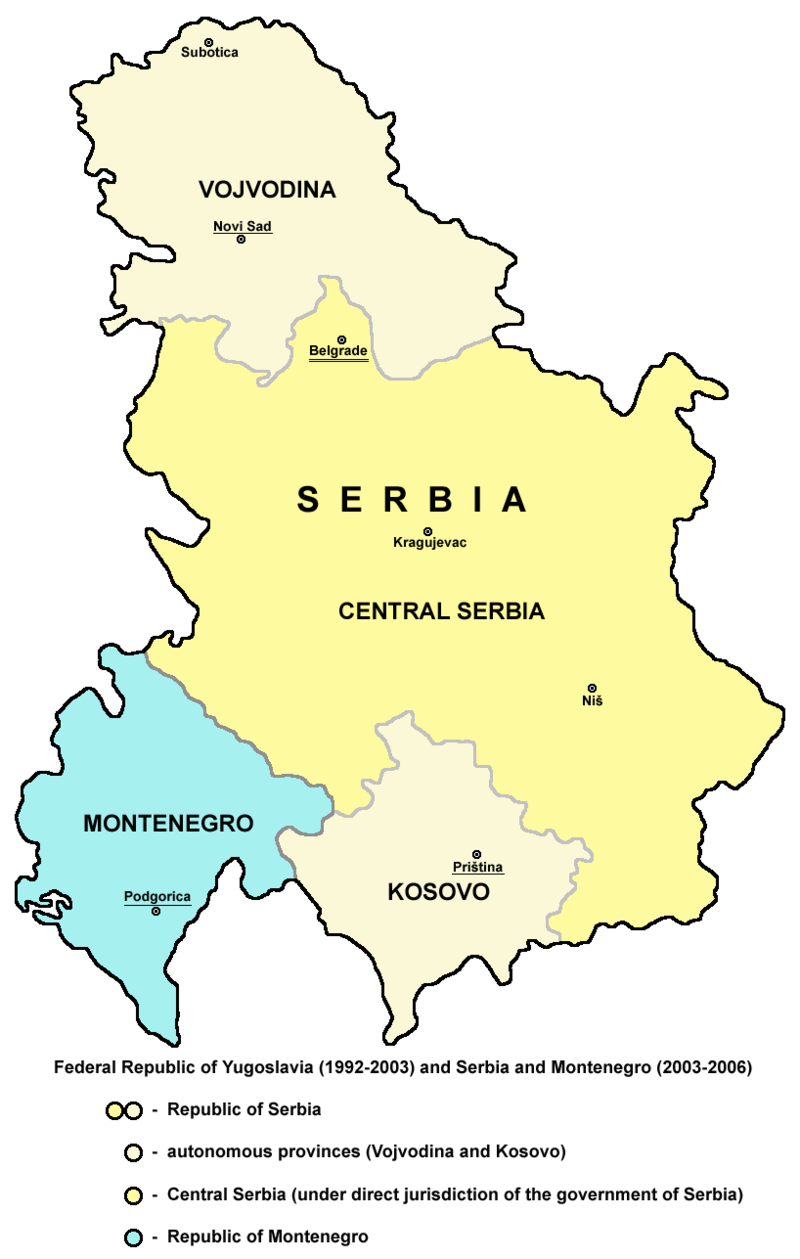 Subotica
VOJVODINA
Novi Sad
Belgrade
S E R B I A
Kragujevac
CENTRAL SERBIA
Niš
MONTENEGRO
Priština
KOSOVO
Podgorica
Federal Republic of Yugoslavia (1992-2003) and Serbia and Montenegro (2003-2006)
- Republic of Serbia
- autonomous provinces (Vojvodina and Kosovo)
- Central Serbia (under direct jurisdiction of the government of Serbia)
- Republic of Montenegro